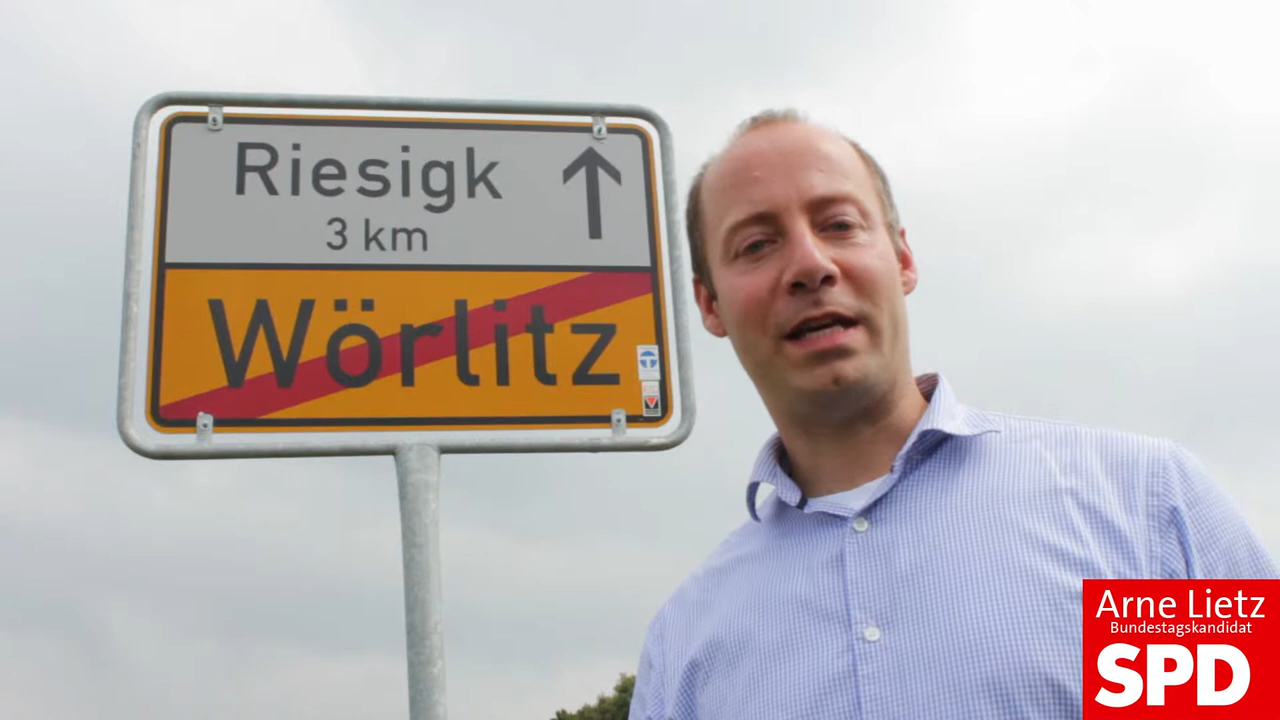 Riesigk
3 km
Wörlitz
Arne Lietz
Bundestagskandidat
SPD